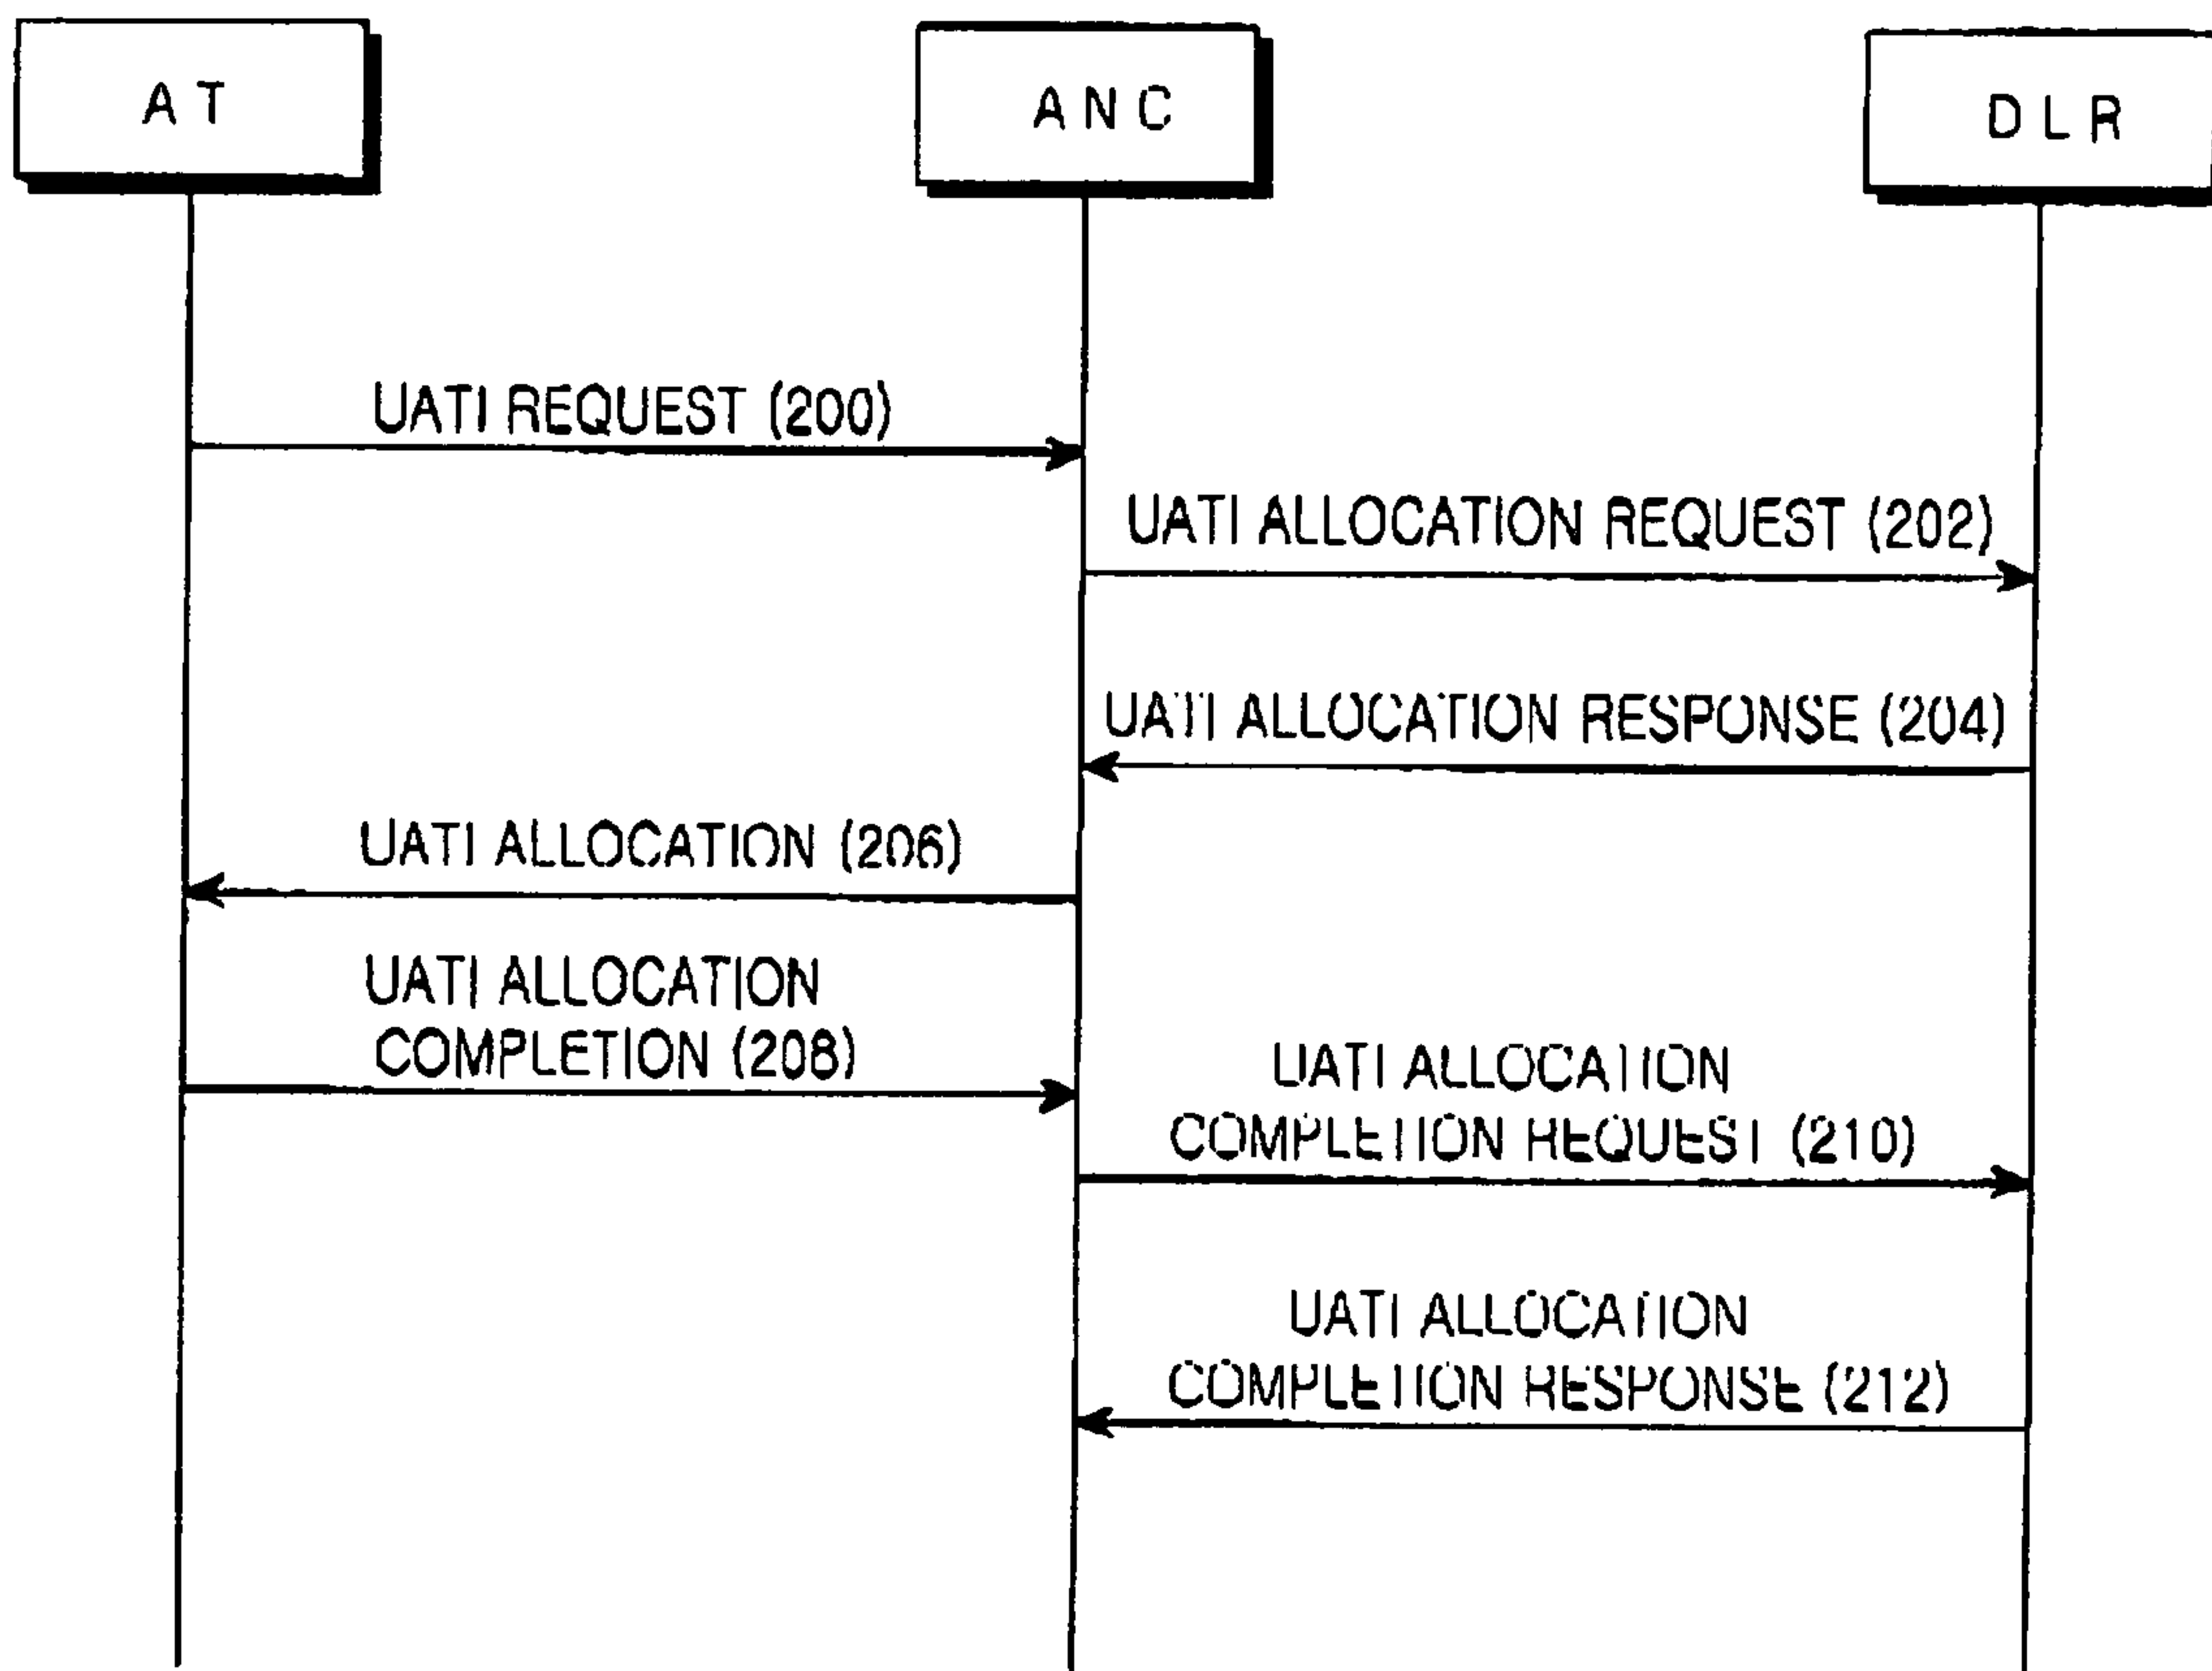 AT
ANC
DLR
UATI REQUEST (200)
UATI ALLOCATION REQUEST (202)
UATI ALLOCATION RESPONSE (204)
UATI ALLOCATION (206)
UATI ALLOCATION
COMPLETION (208)
UATI ALLOCATION
COMPLETION REQUEST (210)
UATI ALLOCATION
COMPLETION RESPONSE (212)